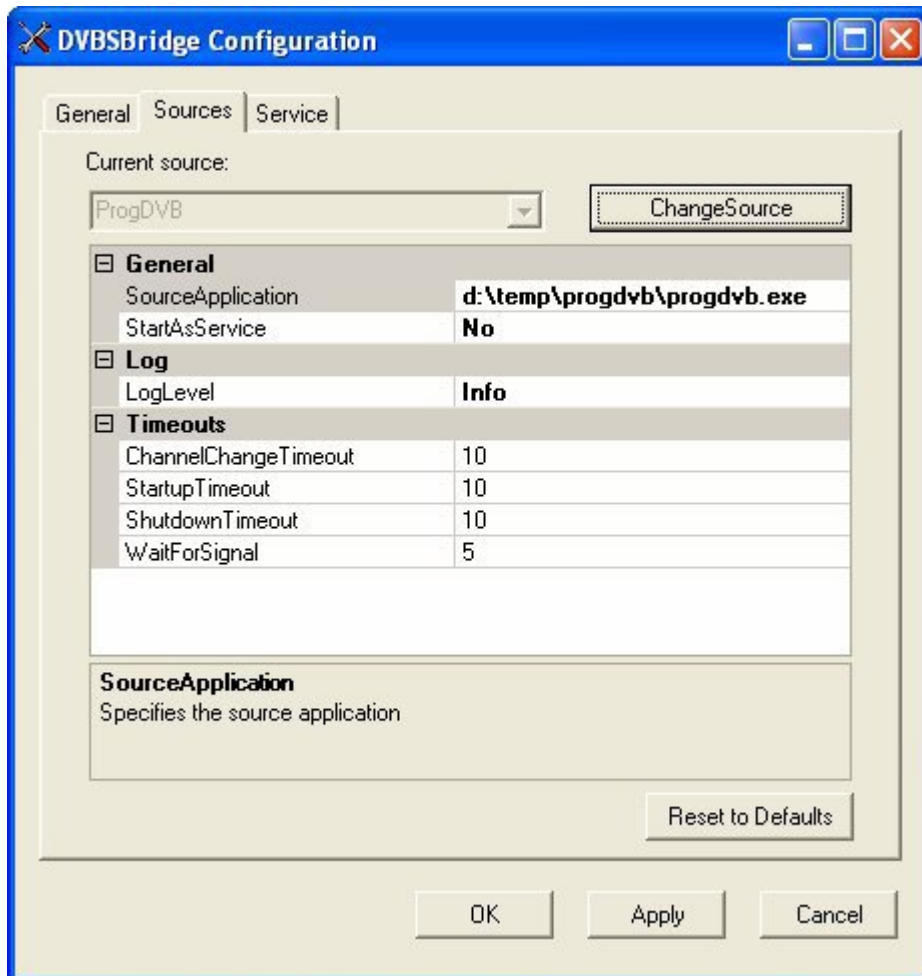 DVBSBridge Configuration
General Sources Service
Current source:
ProgDVB ChangeSource
General
SourceApplication d:\temp\progdvb\progdvb.exe
StartAsService No
Log
LogLevel Info
Timeouts
ChannelChangeTimeout 10
StartupTimeout 10
ShutdownTimeout 10
WaitForSignal 5
SourceApplication
Specifies the source application
Reset to Defaults
OK Apply Cancel